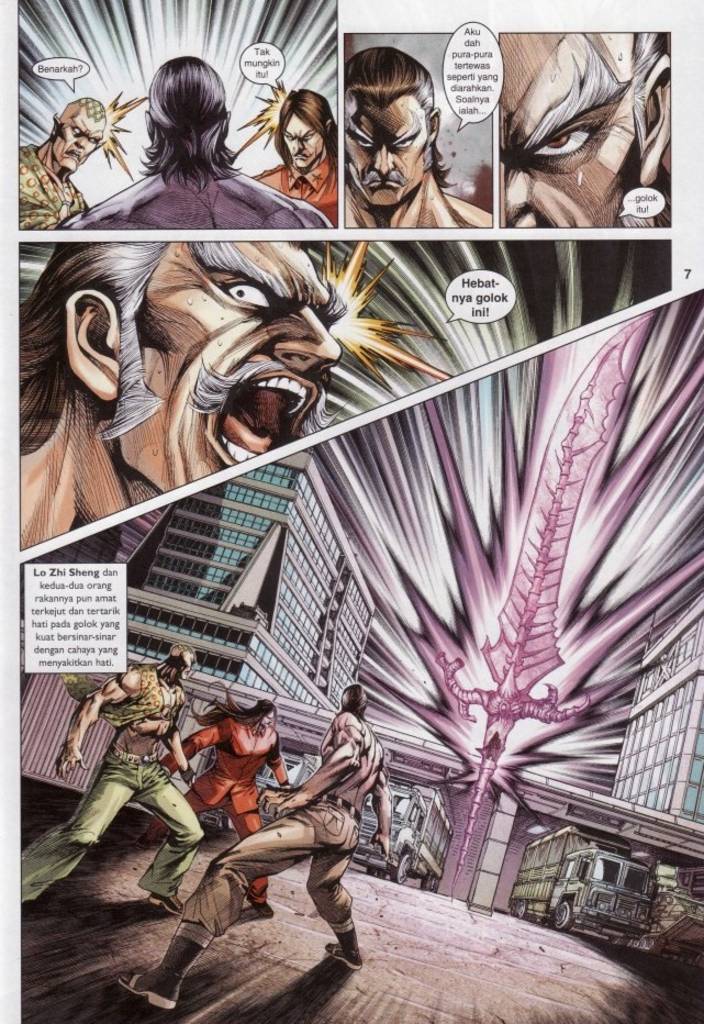 Benarkah?
Tak
mungkin
itu!
Aku
dah
pura-pura
tertewas
seperti yang
diarahkan.
Soalnya
ialah...
...golok
itu!
7
Hebat-
nya golok
ini!
Lo Zhi Sheng dan
kedua-dua orang
rakannya pun amat
terkejut dan tertarik
hati pada golok yang
kuat bersinar-sinar
dengan cahaya yang
menyakitkan hati.